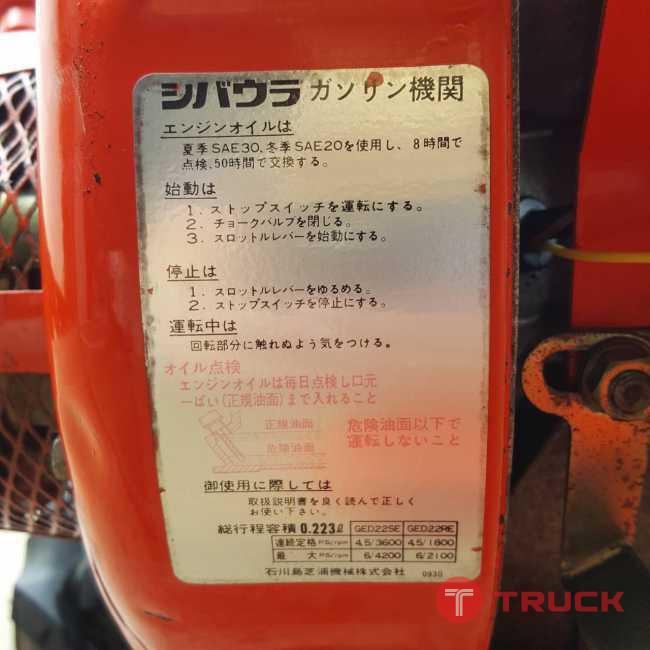 シバウラ ガソリン機関
エンジンオイルは
夏季SAE30,冬季SAE20を使用し、8時間で
点検,50時間で交換する。
始動は
1. ストップスイッチを運転にする。
2. チョークバルブを閉じる。
3. スロットルレバーを始動にする。
停止は
1. スロットルレバーをゆるめる。
2. ストップスイッチを停止にする。
運転中は
回転部分に触れぬよう気をつける。
オイル点検
エンジンオイルは毎日点検し口元
一ぱい(正規油面)まで入れること
正規油面
危険油面
危険油面以下で
運転しないこと
御使用に際しては
取扱説明書を良く読んで正しく
お使い下さい。
総行程容積 0.223ℓ GED22SE GED22RE
連続定格 PS/rpm 4.5/3600 4.5/1800
最大 PS/rpm 6/4200 6/2100
石川島芝浦機械株式会社 0930
TRUCK